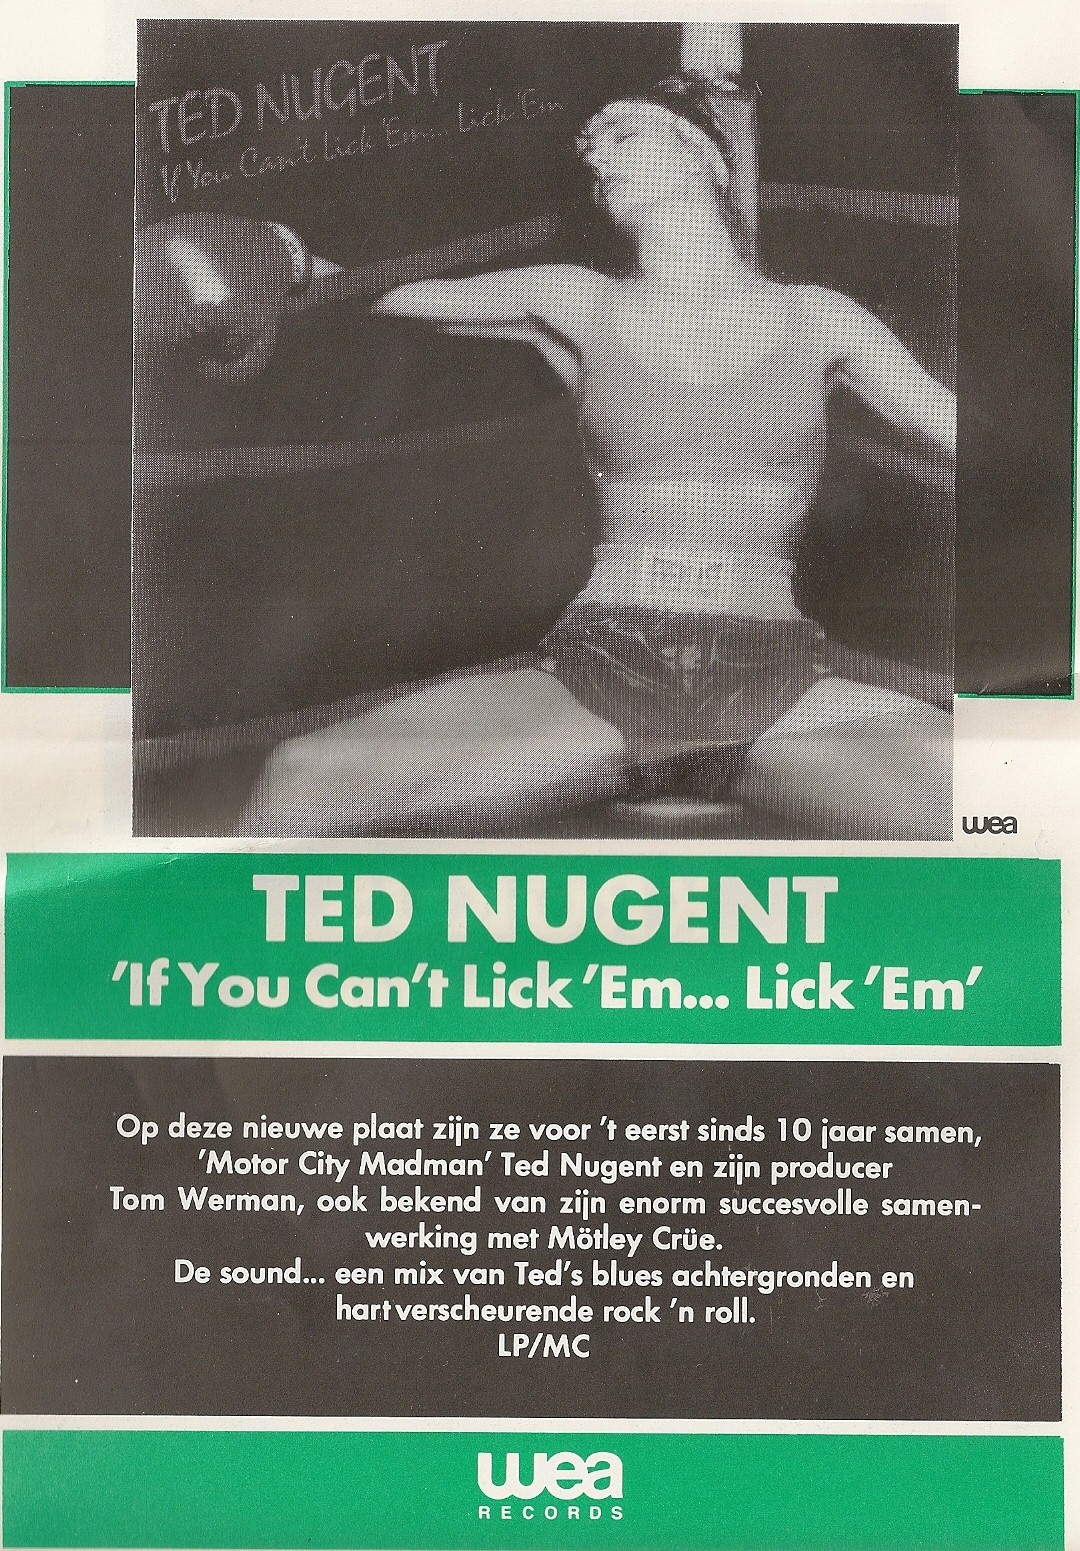 TED NUGENT
If You Can't Lick 'Em... Lick 'Em
wea
TED NUGENT
'If You Can't Lick 'Em... Lick 'Em'
Op deze nieuwe plaat zijn ze voor 't eerst sinds 10 jaar samen,
'Motor City Madman' Ted Nugent en zijn producer
Tom Werman, ook bekend van zijn enorm succesvolle samen-
werking met Mötley Crüe.
De sound... een mix van Ted's blues achtergronden en
hartverscheurende rock 'n roll.
LP/MC
wea
RECORDS